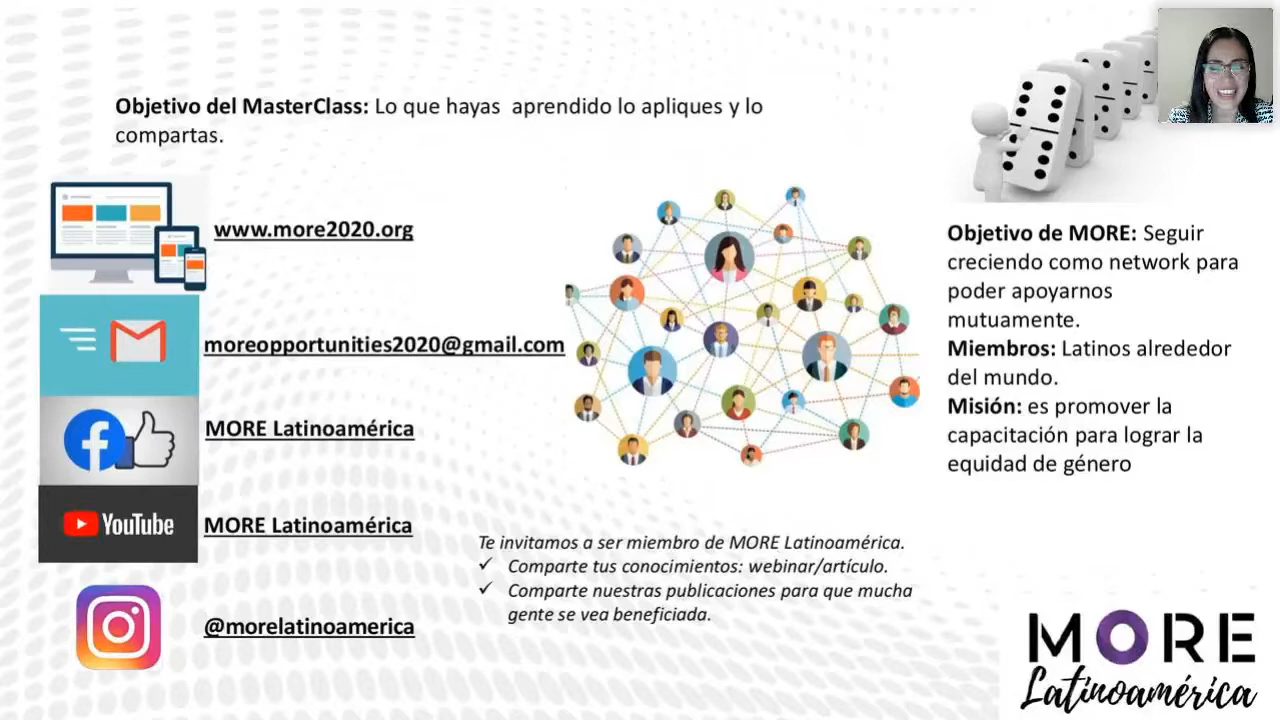 Objetivo del MasterClass: Lo que hayas aprendido lo apliques y lo
compartas.
www.more2020.org
moreopportunities2020@gmail.com
MORE Latinoamérica
YouTube
MORE Latinoamérica
@morelatinoamerica
Te invitamos a ser miembro de MORE Latinoamérica.
✓ Comparte tus conocimientos: webinar/artículo.
✓ Comparte nuestras publicaciones para que mucha
gente se vea beneficiada.
Objetivo de MORE: Seguir
creciendo como network para
poder apoyarnos
mutuamente.
Miembros: Latinos alrededor
del mundo.
Misión: es promover la
capacitación para lograr la
equidad de género
MORE
Latinoamérica